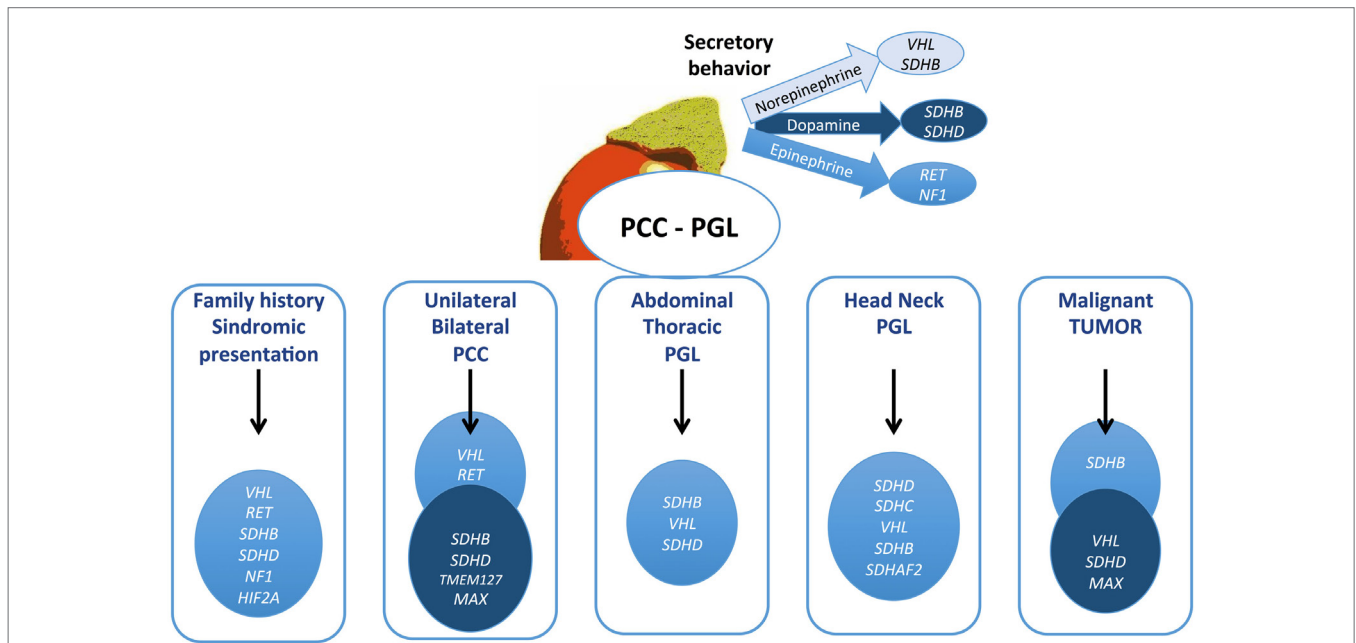 Secretory
behavior
Norepinephrine
VHL
SDHB
Dopamine
SDHB
SDHD
Epinephrine
RET
NF1
PCC - PGL
Family history
Sindromic
presentation
VHL
RET
SDHB
SDHD
NF1
HIF2A
Unilateral
Bilateral
PCC
VHL
RET
SDHB
SDHD
TMEM127
MAX
Abdominal
Thoracic
PGL
SDHB
VHL
SDHD
Head Neck
PGL
SDHD
SDHC
VHL
SDHB
SDHAF2
Malignant
TUMOR
SDHB
VHL
SDHD
MAX